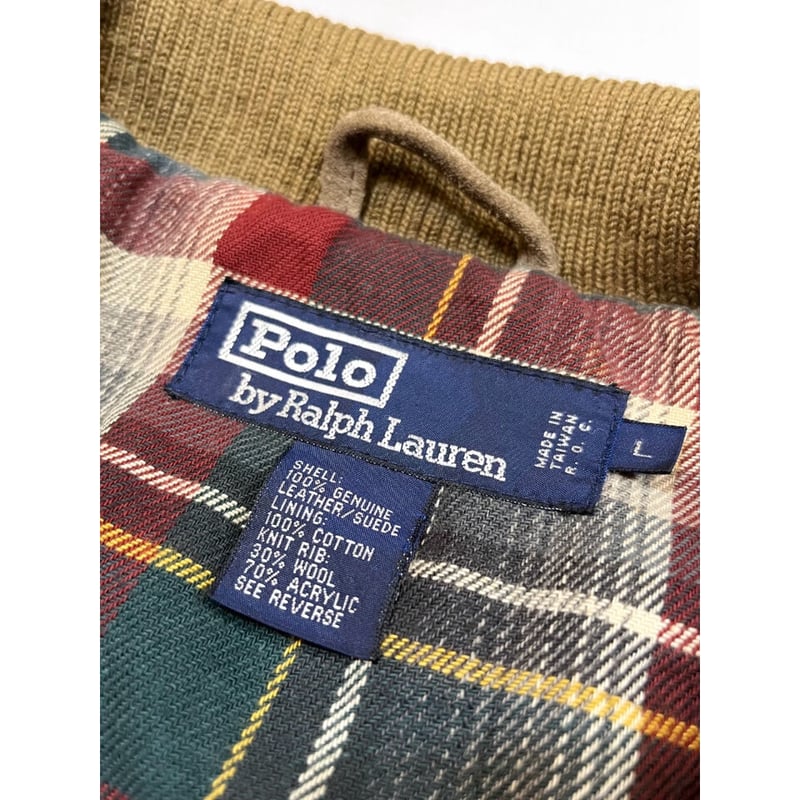 Polo
by Ralph Lauren
MADE IN
TAIWAN
R. O. C.
L
SHELL:
100% GENUINE
LEATHER/SUEDE
LINING:
100% COTTON
KNIT RIB:
30% WOOL
70% ACRYLIC
SEE REVERSE